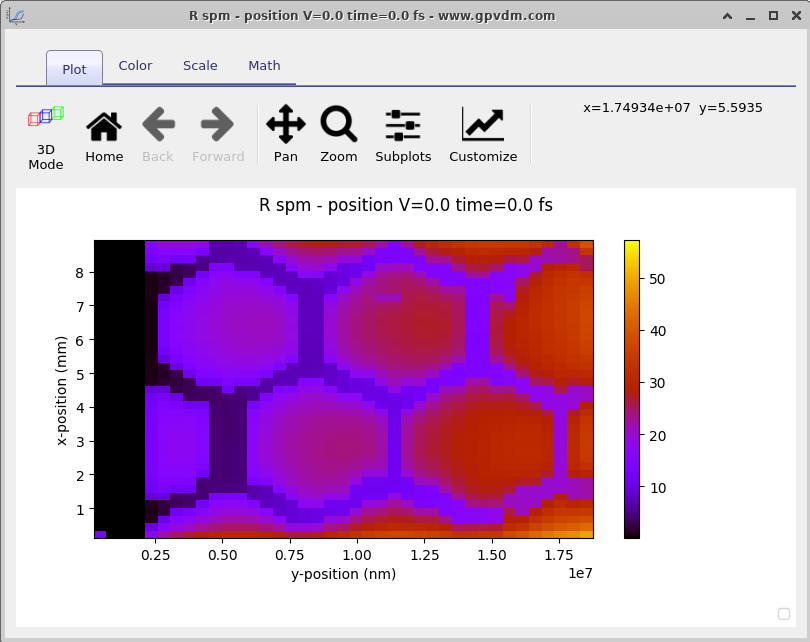 R spm - position V=0.0 time=0.0 fs - www.gpvdm.com
Plot Color Scale Math
x=1.74934e+07 y=5.5935
3D Mode Home Back Forward Pan Zoom Subplots Customize
R spm - position V=0.0 time=0.0 fs
8
7
6
5
4
3
2
1
x-position (mm)
50
40
30
20
10
0.25 0.50 0.75 1.00 1.25 1.50 1.75
1e7
y-position (nm)